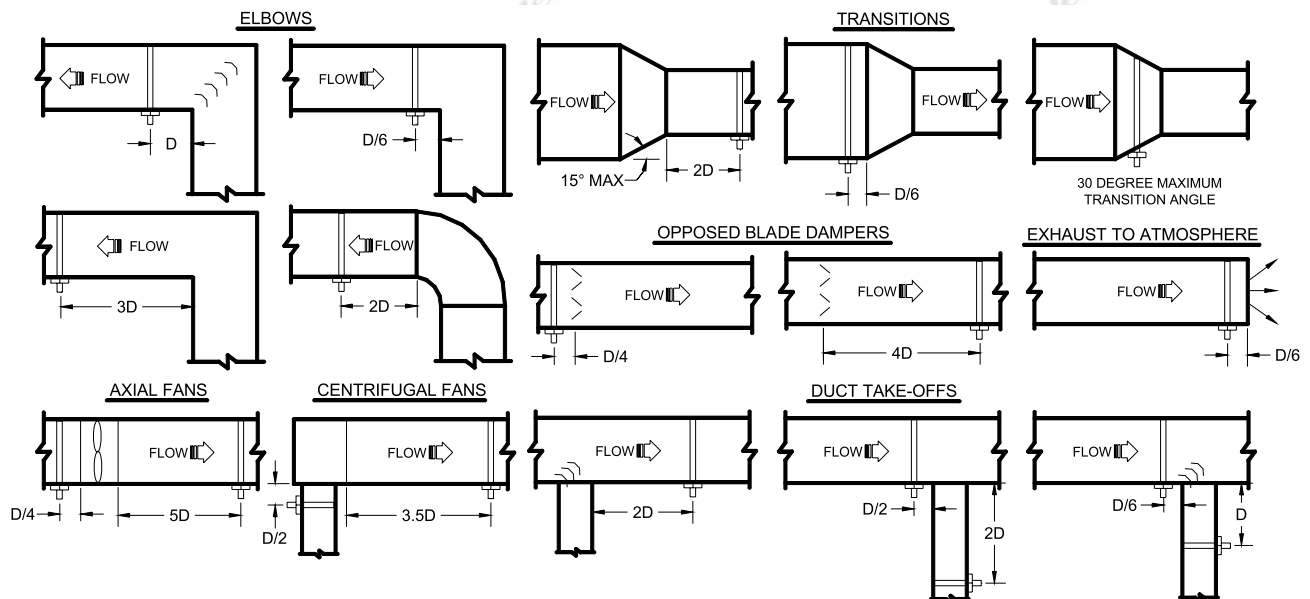 ELBOWS
TRANSITIONS
FLOW
D
FLOW
D/6
FLOW
15° MAX
2D
FLOW
D/6
FLOW
30 DEGREE MAXIMUM
TRANSITION ANGLE
FLOW
3D
FLOW
2D
OPPOSED BLADE DAMPERS
FLOW
D/4
FLOW
4D
EXHAUST TO ATMOSPHERE
FLOW
D/6
AXIAL FANS
FLOW
D/4
5D
CENTRIFUGAL FANS
FLOW
D/2
3.5D
DUCT TAKE-OFFS
FLOW
2D
FLOW
D/2
2D
FLOW
D/6
D